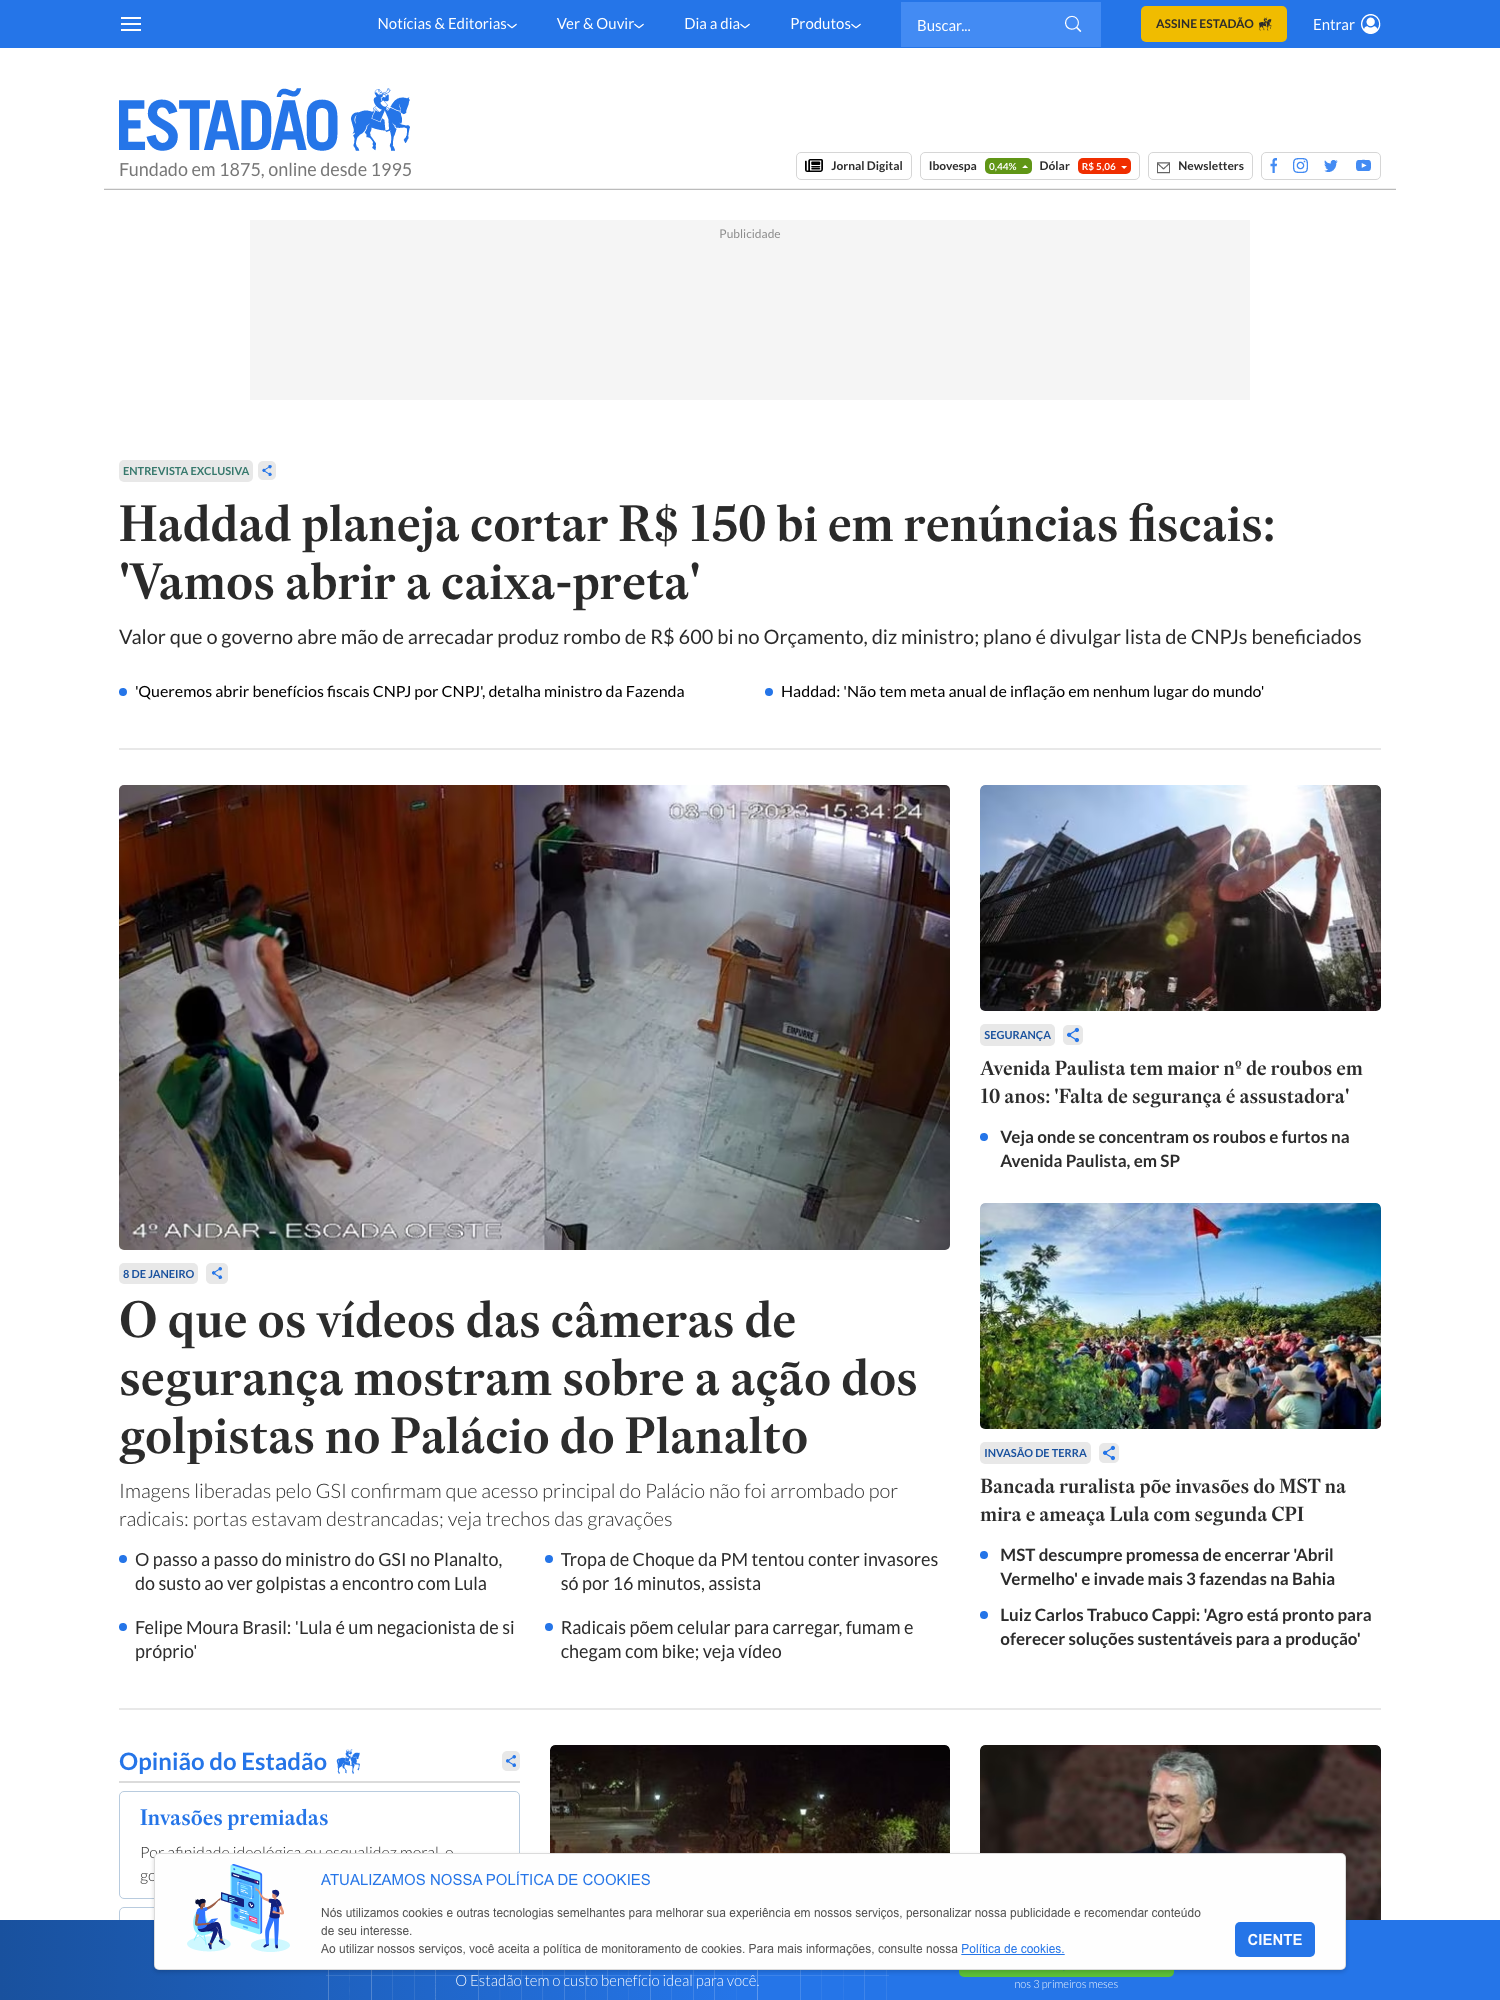 Notícias & Editorias
Ver & Ouvir
Dia a dia
Produtos
Buscar...
ASSINE ESTADÃO
Entrar
ESTADÃO
Fundado em 1875, online desde 1995
Jornal Digital
Ibovespa 0,44% Dólar R$ 5,06
Newsletters
Publicidade
ENTREVISTA EXCLUSIVA
Haddad planeja cortar R$ 150 bi em renúncias fiscais:
'Vamos abrir a caixa-preta'
Valor que o governo abre mão de arrecadar produz rombo de R$ 600 bi no Orçamento, diz ministro; plano é divulgar lista de CNPJs beneficiados
'Queremos abrir benefícios fiscais CNPJ por CNPJ', detalha ministro da Fazenda
Haddad: 'Não tem meta anual de inflação em nenhum lugar do mundo'
08-01-2023 15:34:24
EMPURRE
4º ANDAR - ESCADA OESTE
8 DE JANEIRO
O que os vídeos das câmeras de
segurança mostram sobre a ação dos
golpistas no Palácio do Planalto
Imagens liberadas pelo GSI confirmam que acesso principal do Palácio não foi arrombado por
radicais: portas estavam destrancadas; veja trechos das gravações
O passo a passo do ministro do GSI no Planalto,
do susto ao ver golpistas a encontro com Lula
Tropa de Choque da PM tentou conter invasores
só por 16 minutos, assista
Felipe Moura Brasil: 'Lula é um negacionista de si
próprio'
Radicais põem celular para carregar, fumam e
chegam com bike; veja vídeo
SEGURANÇA
Avenida Paulista tem maior nº de roubos em
10 anos: 'Falta de segurança é assustadora'
Veja onde se concentram os roubos e furtos na
Avenida Paulista, em SP
INVASÃO DE TERRA
Bancada ruralista põe invasões do MST na
mira e ameaça Lula com segunda CPI
MST descumpre promessa de encerrar 'Abril
Vermelho' e invade mais 3 fazendas na Bahia
Luiz Carlos Trabuco Cappi: 'Agro está pronto para
oferecer soluções sustentáveis para a produção'
Opinião do Estadão
Invasões premiadas
Por afinidade ideológica ou esqualidez moral, o
ATUALIZAMOS NOSSA POLÍTICA DE COOKIES
Nós utilizamos cookies e outras tecnologias semelhantes para melhorar sua experiência em nossos serviços, personalizar nossa publicidade e recomendar conteúdo
de seu interesse.
Ao utilizar nossos serviços, você aceita a política de monitoramento de cookies. Para mais informações, consulte nossa Política de cookies.
CIENTE
O Estadão tem o custo benefício ideal para você.
nos 3 primeiros meses